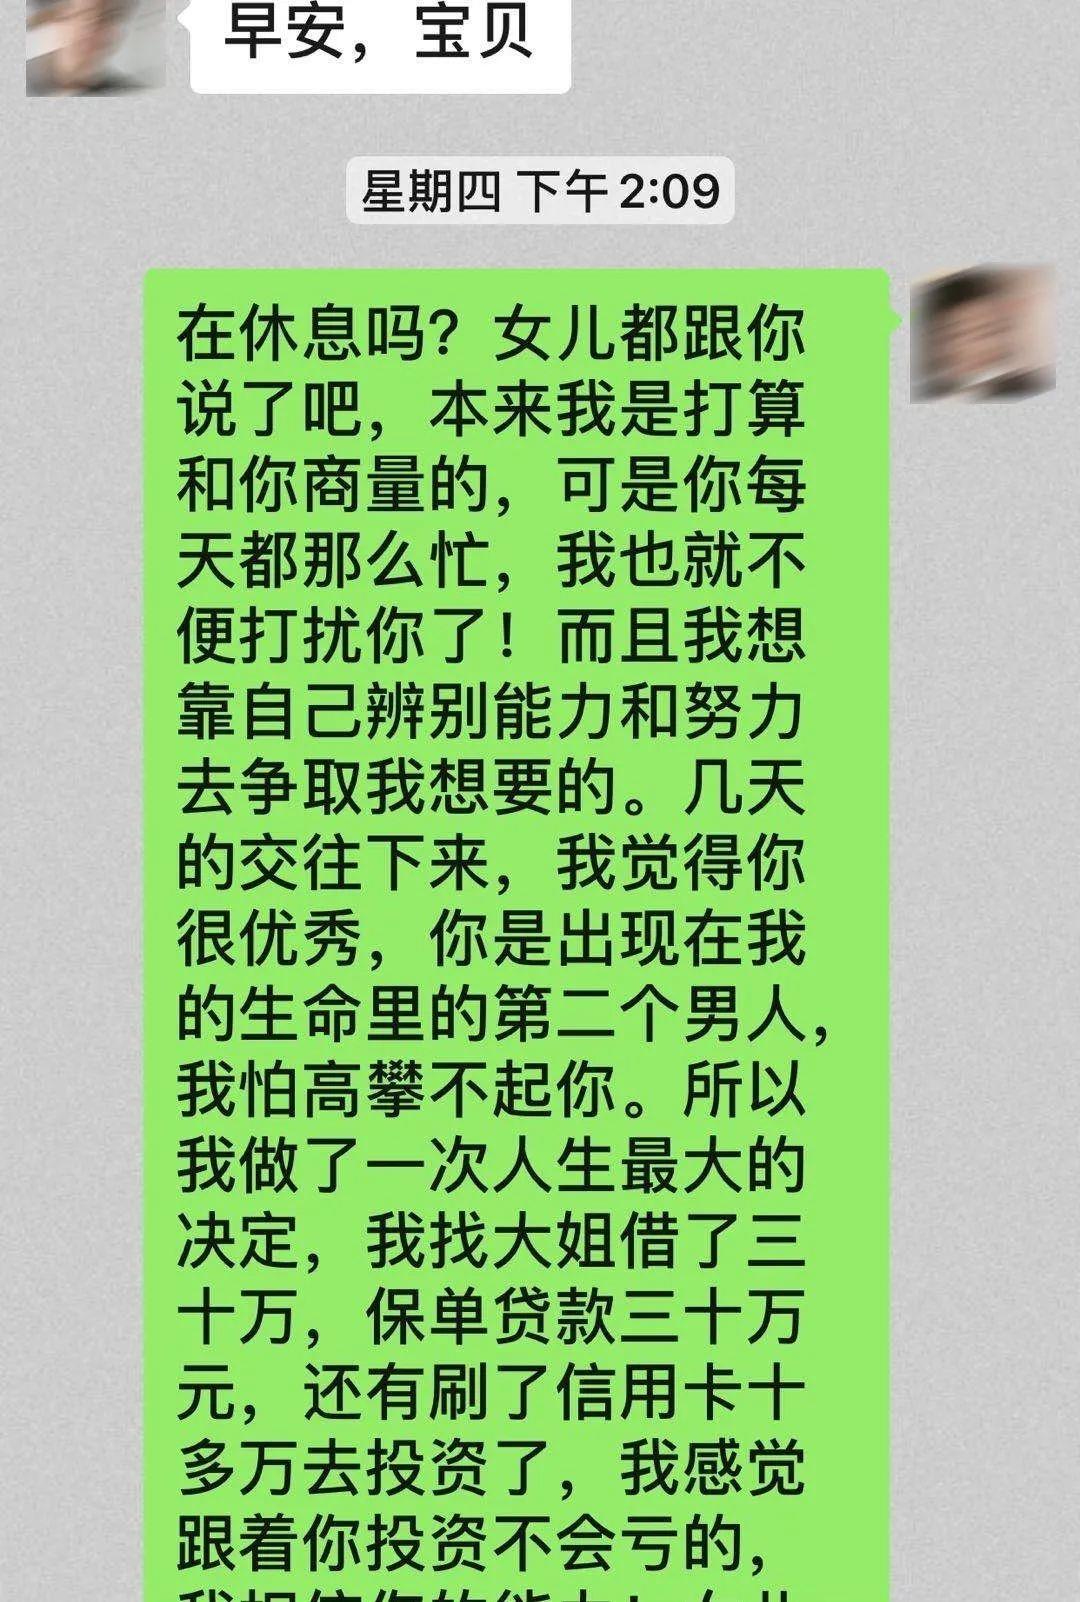 早安，宝贝
星期四 下午 2:09
在休息吗？女儿都跟你
说了吧，本来我是打算
和你商量的，可是你每
天都那么忙，我也就不
便打扰你了！而且我想
靠自己辨别能力和努力
去争取我想要的。几天
的交往下来，我觉得你
很优秀，你是出现在我
的生命里的第二个男人，
我怕高攀不起你。所以
我做了一次人生最大的
决定，我找大姐借了三
十万，保单贷款三十万
元，还有刷了信用卡十
多万去投资了，我感觉
跟着你投资不会亏的，